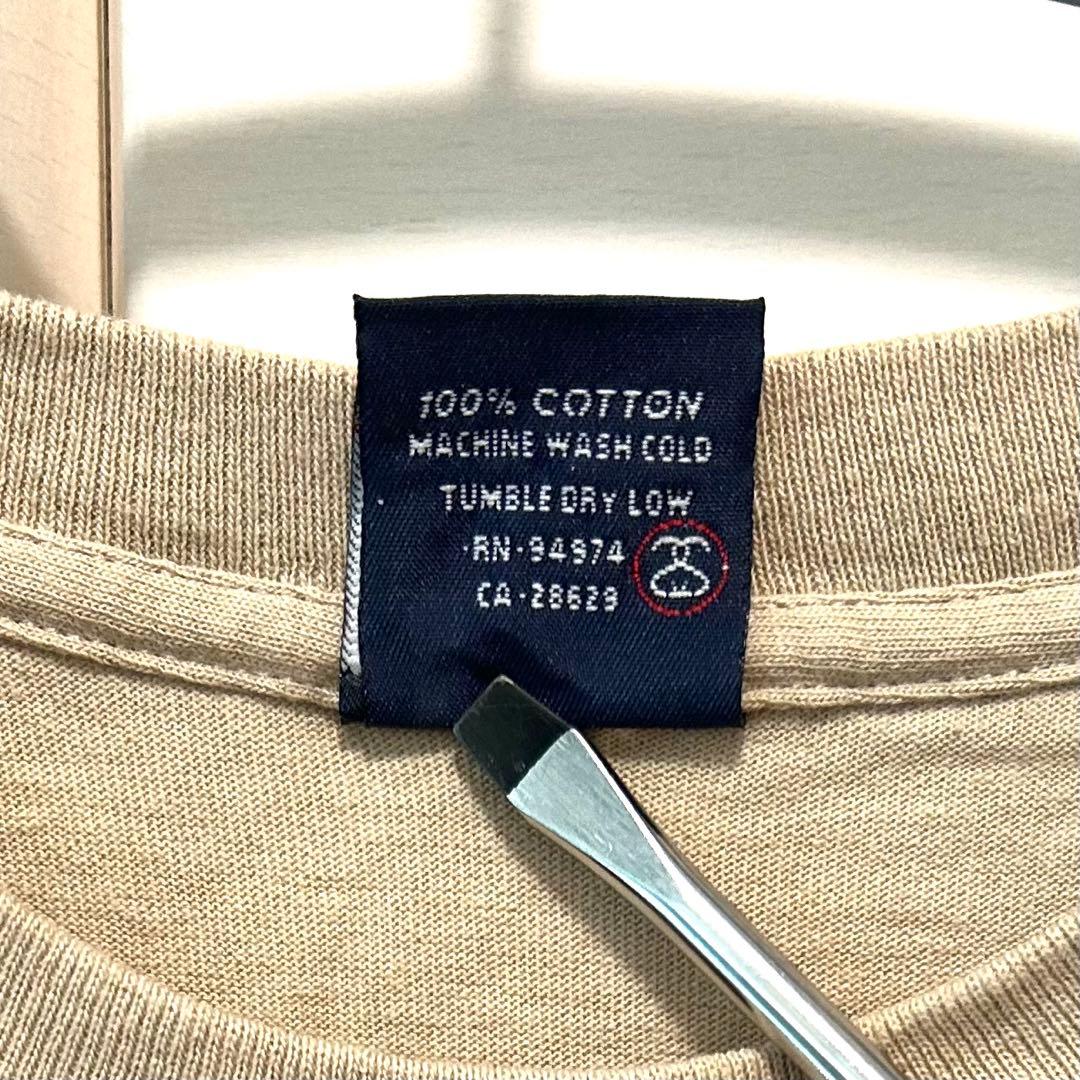 100% COTTON
MACHINE WASH COLD
TUMBLE DRY LOW
·RN·94974
CA·28629